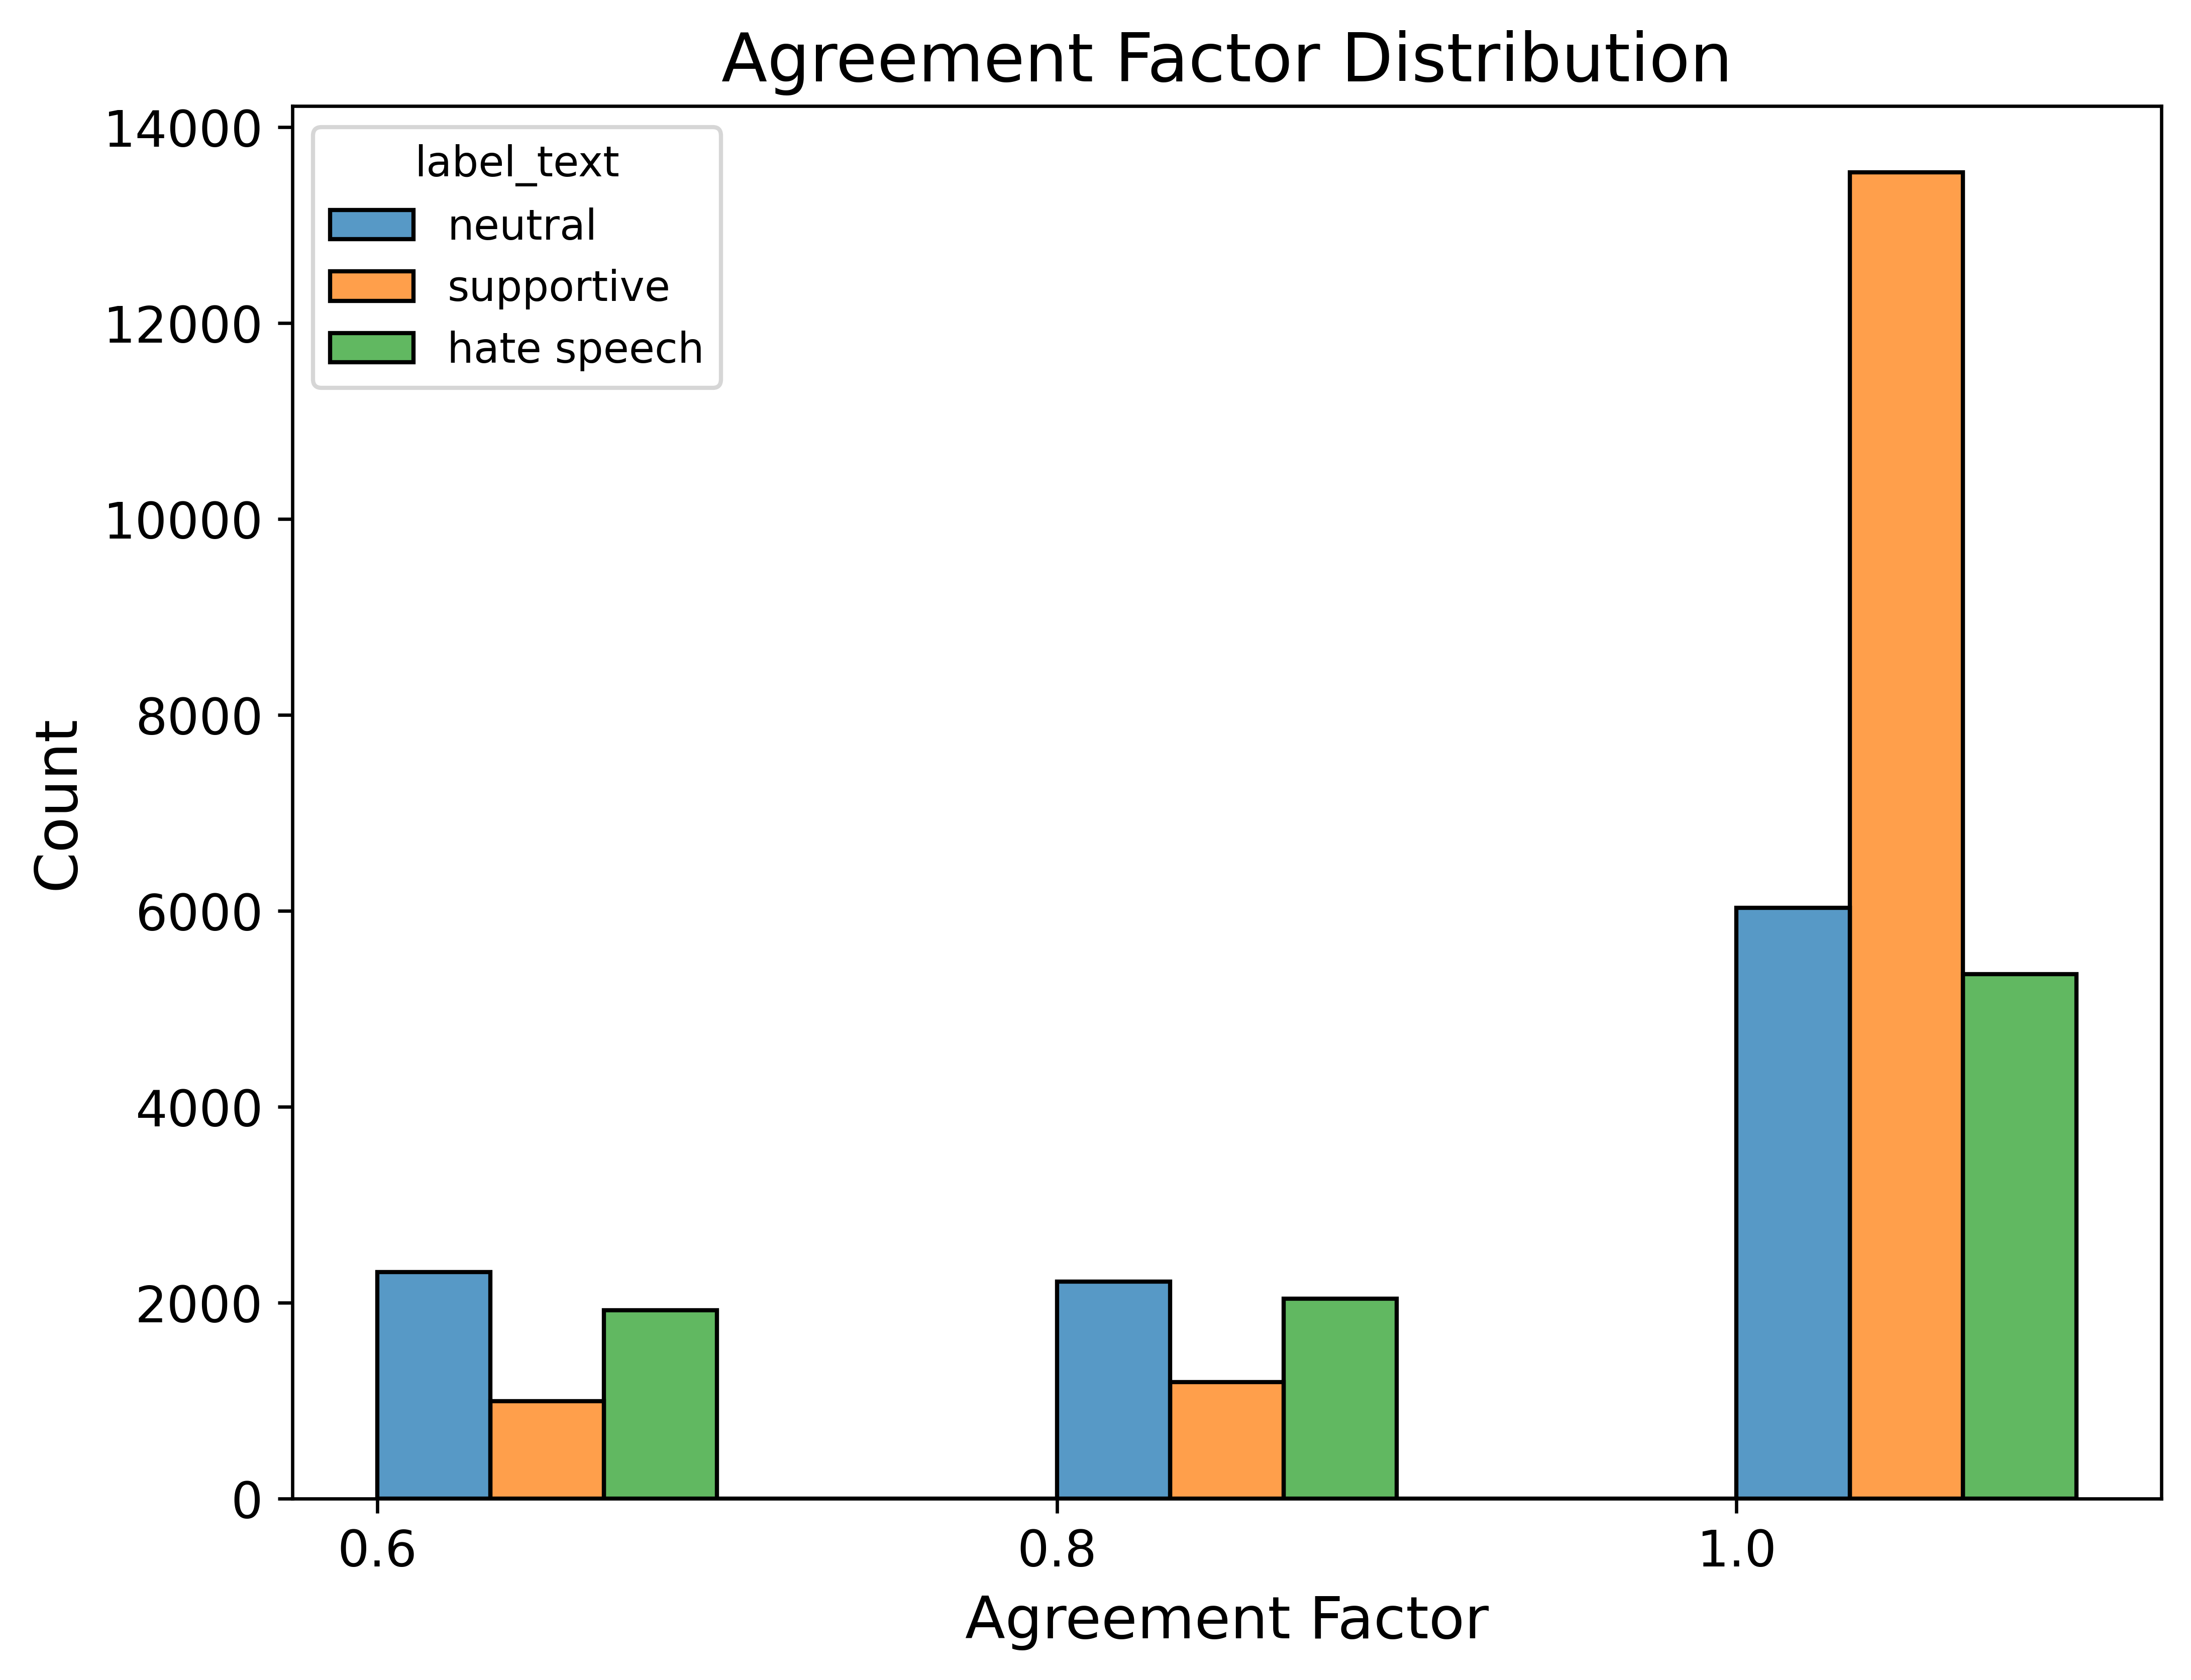 Agreement Factor Distribution
14000
12000
10000
8000
6000
4000
2000
0
Count
label_text
neutral
supportive
hate speech
0.6
0.8
1.0
Agreement Factor